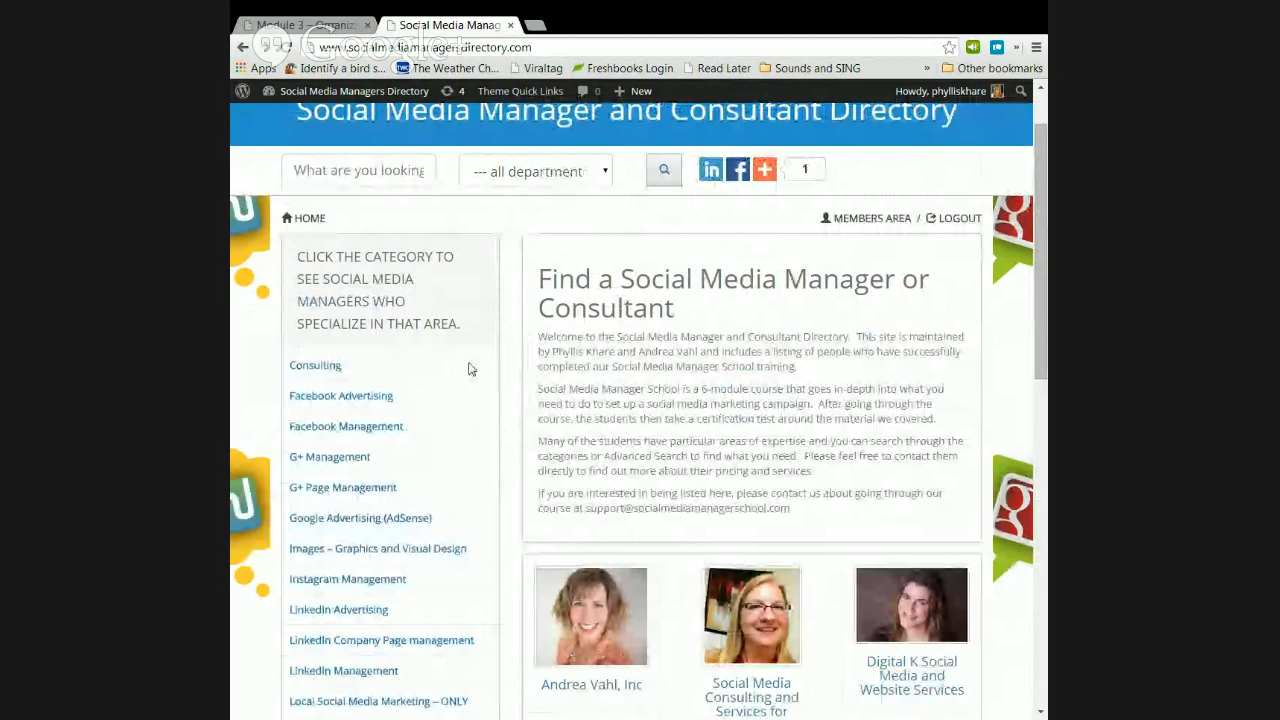 Module 3 – Organiz
Social Media Manag
Google+
www.socialmediamanagersdirectory.com
Apps Identify a bird s... The Weather Ch... Viraltag Freshbooks Login Read Later Sounds and SING » Other bookmarks
Social Media Managers Directory 4 Theme Quick Links 0 + New Howdy, phylliskhare
Social Media Manager and Consultant Directory
What are you looking --- all department 1
HOME MEMBERS AREA / LOGOUT
CLICK THE CATEGORY TO
SEE SOCIAL MEDIA
MANAGERS WHO
SPECIALIZE IN THAT AREA.
Consulting
Facebook Advertising
Facebook Management
G+ Management
G+ Page Management
Google Advertising (AdSense)
Images – Graphics and Visual Design
Instagram Management
LinkedIn Advertising
LinkedIn Company Page management
LinkedIn Management
Local Social Media Marketing – ONLY
Find a Social Media Manager or
Consultant
Welcome to the Social Media Manager and Consultant Directory. This site is maintained
by Phyllis Khare and Andrea Vahl and includes a listing of people who have successfully
completed our Social Media Manager School training.
Social Media Manager School is a 6-module course that goes in-depth into what you
need to do to set up a social media marketing campaign. After going through the
course, the students then take a certification test around the material we covered.
Many of the students have particular areas of expertise and you can search through the
categories or Advanced Search to find what you need. Please feel free to contact them
directly to find out more about their pricing and services
If you are interested in being listed here, please contact us about going through our
course at support@socialmediamanagerschool.com
Andrea Vahl, Inc
Social Media
Consulting and
Services for
Digital K Social
Media and
Website Services